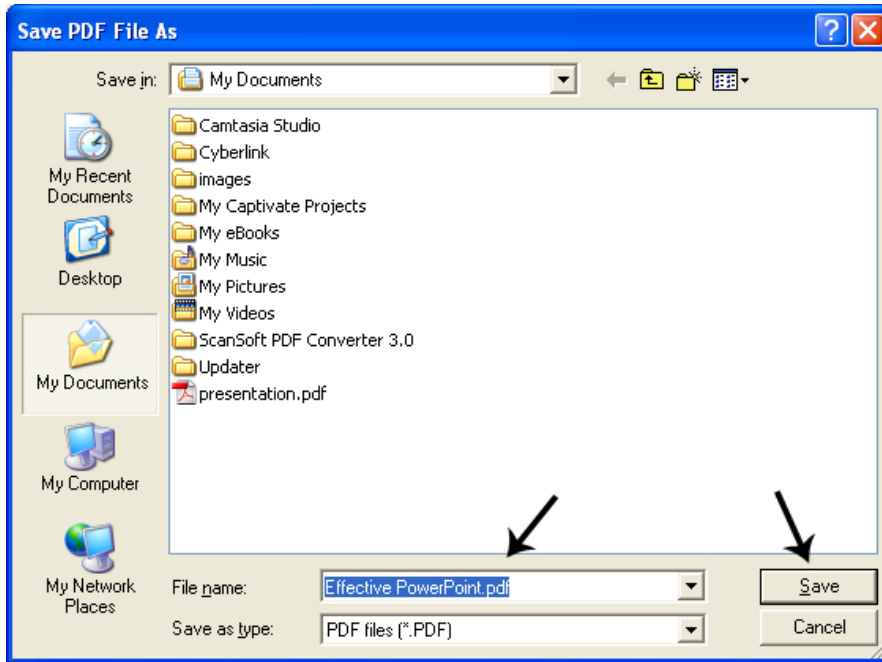 Save PDF File As
Save in:
My Documents
My Recent
Documents
Desktop
My Documents
My Computer
My Network
Places
Camtasia Studio
Cyberlink
images
My Captivate Projects
My eBooks
My Music
My Pictures
My Videos
ScanSoft PDF Converter 3.0
Updater
presentation.pdf
File name:
Effective PowerPoint.pdf
Save
Save as type:
PDF files (*.PDF)
Cancel